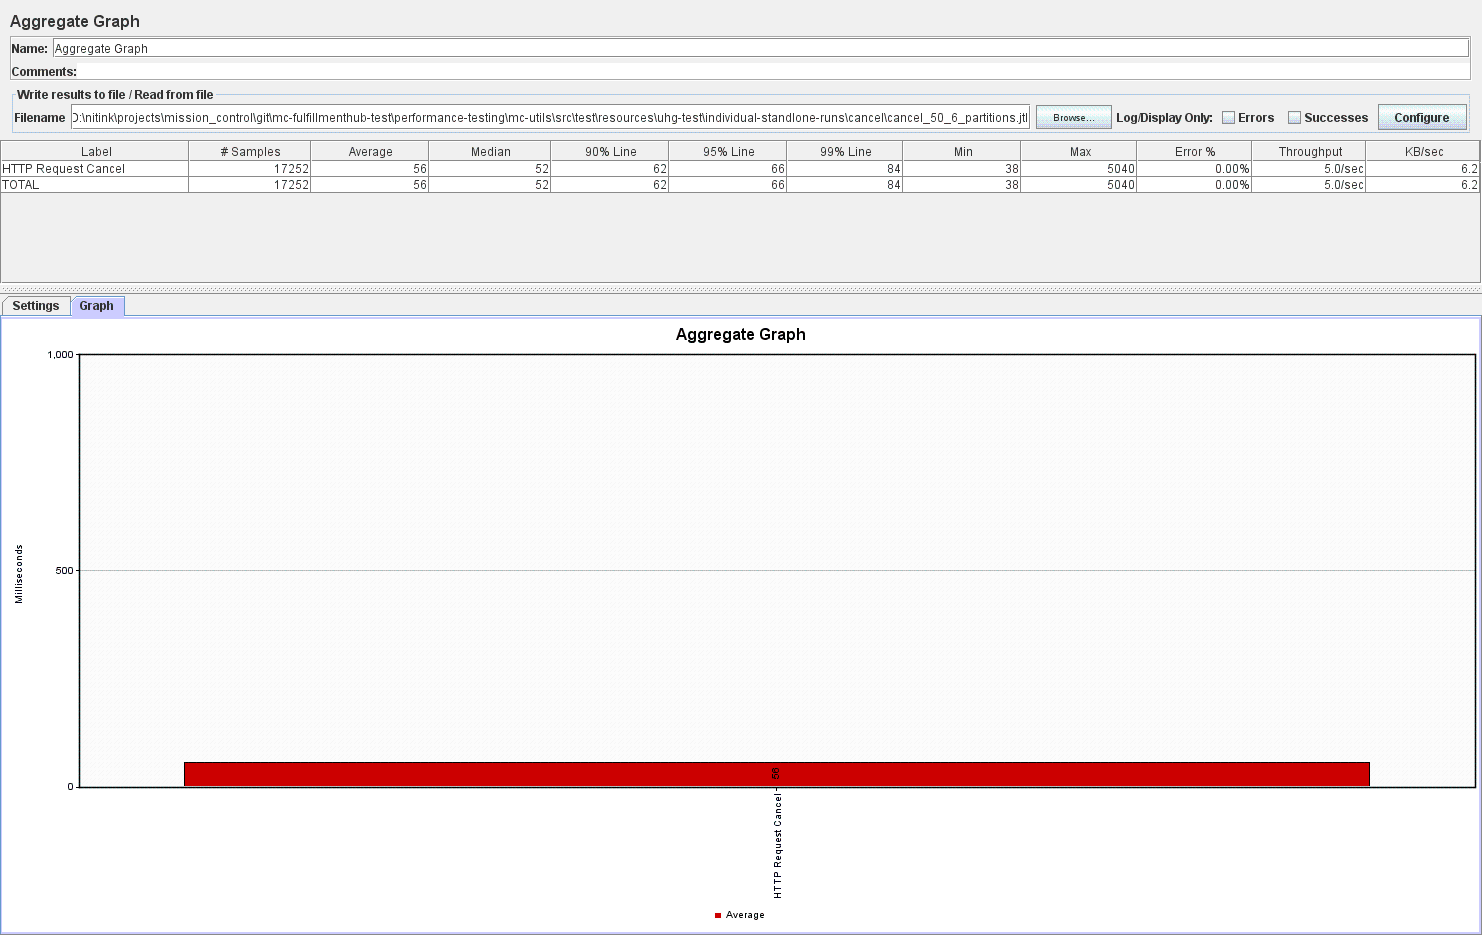 Aggregate Graph
Name: Aggregate Graph
Comments:
Write results to file / Read from file
Filename D:\nitink\projects\mission_control\git\mc-fulfillmenthub-test\performance-testing\mc-utils\src\test\resources\uhg-test\individual-standlone-runs\cancel\cancel_50_6_partitions.jtl Browse... Log/Display Only: Errors Successes Configure
Label # Samples Average Median 90% Line 95% Line 99% Line Min Max Error % Throughput KB/sec
HTTP Request Cancel 17252 56 52 62 66 84 38 5040 0.00% 5.0/sec 6.2
TOTAL 17252 56 52 62 66 84 38 5040 0.00% 5.0/sec 6.2
Settings Graph
Aggregate Graph
1,000
500
0
Milliseconds
56
HTTP Request Cancel
Average